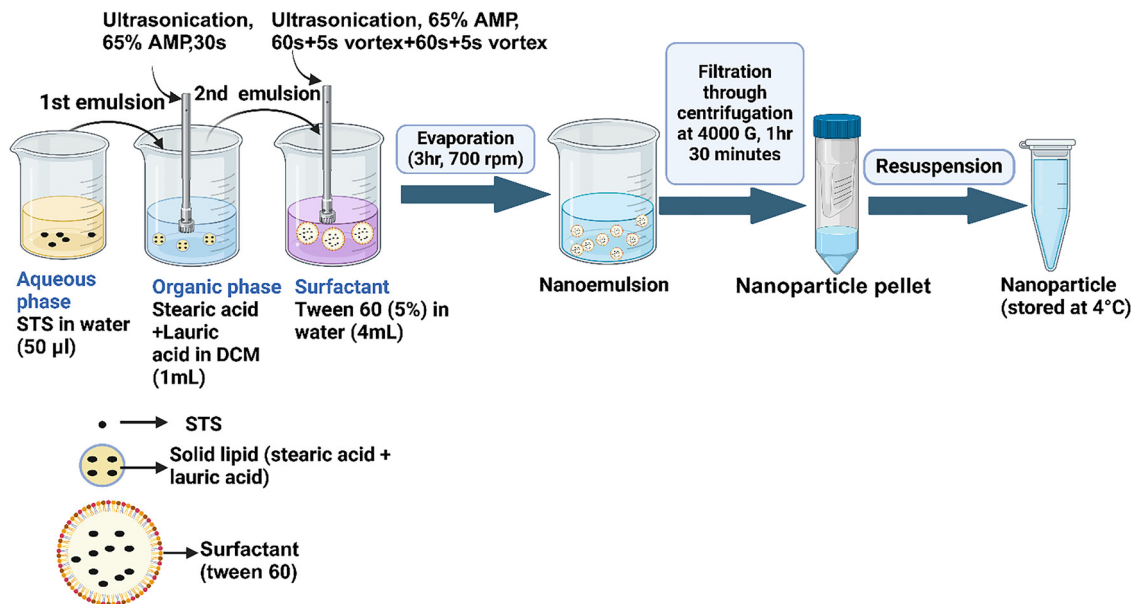 Ultrasonication,
65% AMP,30s
Ultrasonication, 65% AMP,
60s+5s vortex+60s+5s vortex
1st emulsion
2nd emulsion
Evaporation
(3hr, 700 rpm)
Filtration
through
centrifugation
at 4000 G, 1hr
30 minutes
Resuspension
Aqueous
phase
STS in water
(50 µl)
Organic phase
Stearic acid
+Lauric
acid in DCM
(1mL)
Surfactant
Tween 60 (5%) in
water (4mL)
Nanoemulsion
Nanoparticle pellet
Nanoparticle
(stored at 4°C)
STS
Solid lipid (stearic acid +
lauric acid)
Surfactant
(tween 60)